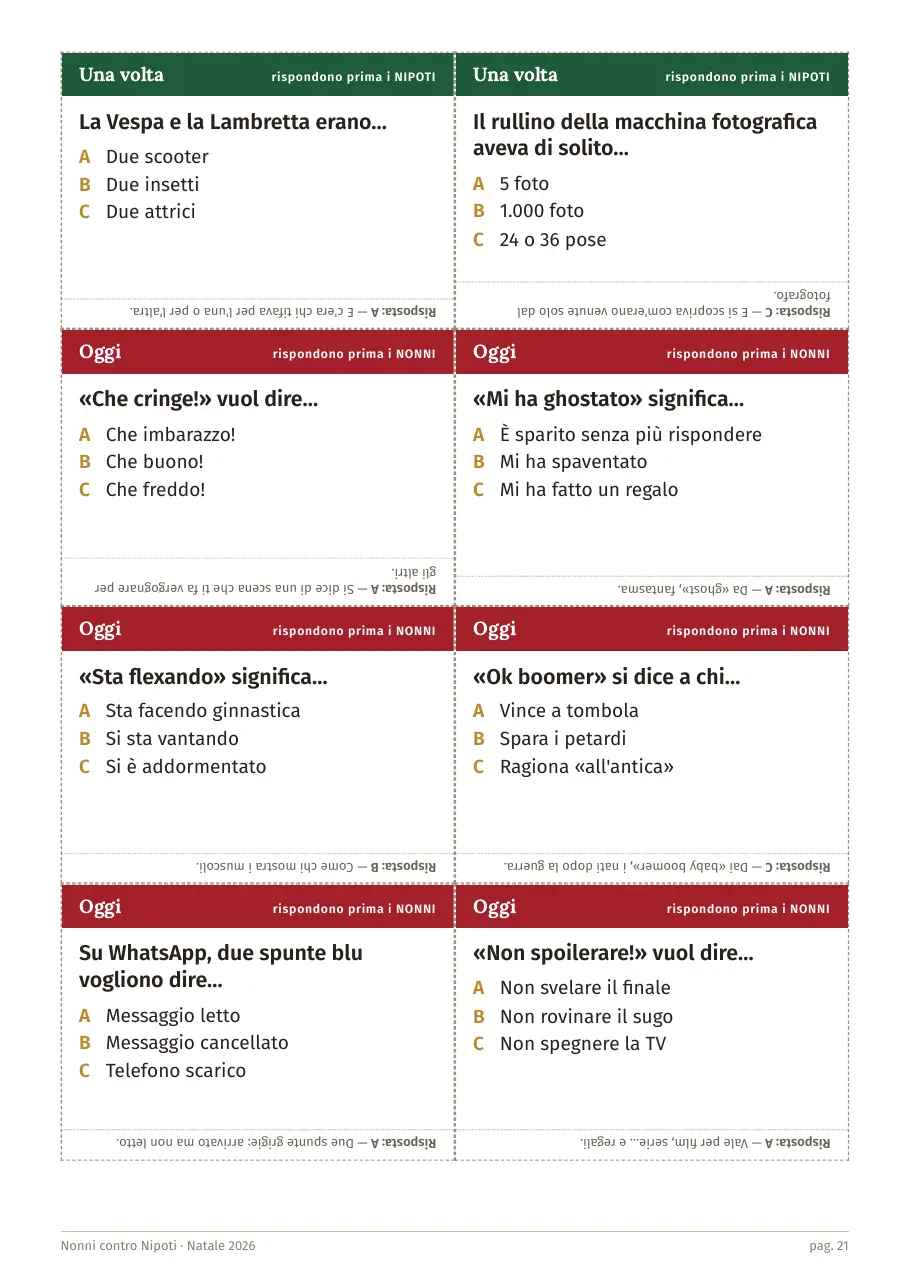 Una volta
rispondono prima i NIPOTI
La Vespa e la Lambretta erano...
A Due scooter
B Due insetti
C Due attrici
Risposta: A — E c'era chi tifava per l'una o per l'altra.
Una volta
rispondono prima i NIPOTI
Il rullino della macchina fotografica
aveva di solito...
A 5 foto
B 1.000 foto
C 24 o 36 pose
Risposta: C — E si scopriva com'erano venute solo dal
fotografo.
Oggi
rispondono prima i NONNI
«Che cringe!» vuol dire...
A Che imbarazzo!
B Che buono!
C Che freddo!
Risposta: A — Si dice di una scena che ti fa vergognare per
gli altri.
Oggi
rispondono prima i NONNI
«Mi ha ghostato» significa...
A È sparito senza più rispondere
B Mi ha spaventato
C Mi ha fatto un regalo
Risposta: A — Da «ghost», fantasma.
Oggi
rispondono prima i NONNI
«Sta flexando» significa...
A Sta facendo ginnastica
B Si sta vantando
C Si è addormentato
Risposta: B — Come chi mostra i muscoli.
Oggi
rispondono prima i NONNI
«Ok boomer» si dice a chi...
A Vince a tombola
B Spara i petardi
C Ragiona «all'antica»
Risposta: C — Dai «baby boomer», i nati dopo la guerra.
Oggi
rispondono prima i NONNI
Su WhatsApp, due spunte blu
vogliono dire...
A Messaggio letto
B Messaggio cancellato
C Telefono scarico
Risposta: A — Due spunte grigie: arrivato ma non letto.
Oggi
rispondono prima i NONNI
«Non spoilerare!» vuol dire...
A Non svelare il finale
B Non rovinare il sugo
C Non spegnere la TV
Risposta: A — Vale per film, serie... e regali.
Nonni contro Nipoti · Natale 2026
pag. 21